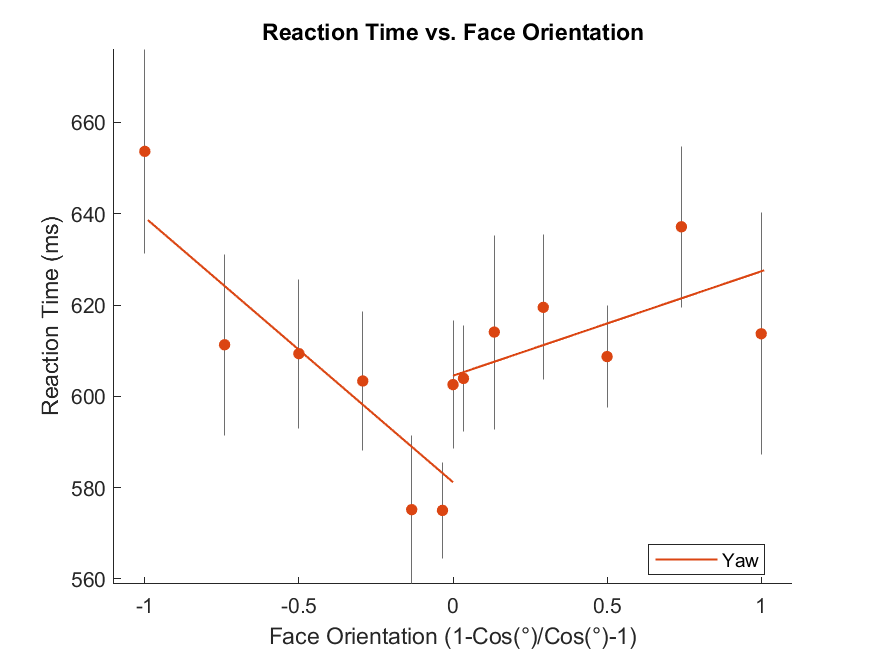 Reaction Time vs. Face Orientation
660
640
620
600
580
560
Reaction Time (ms)
-1
-0.5
0
0.5
1
Face Orientation (1-Cos(°)/Cos(°)-1)
Yaw